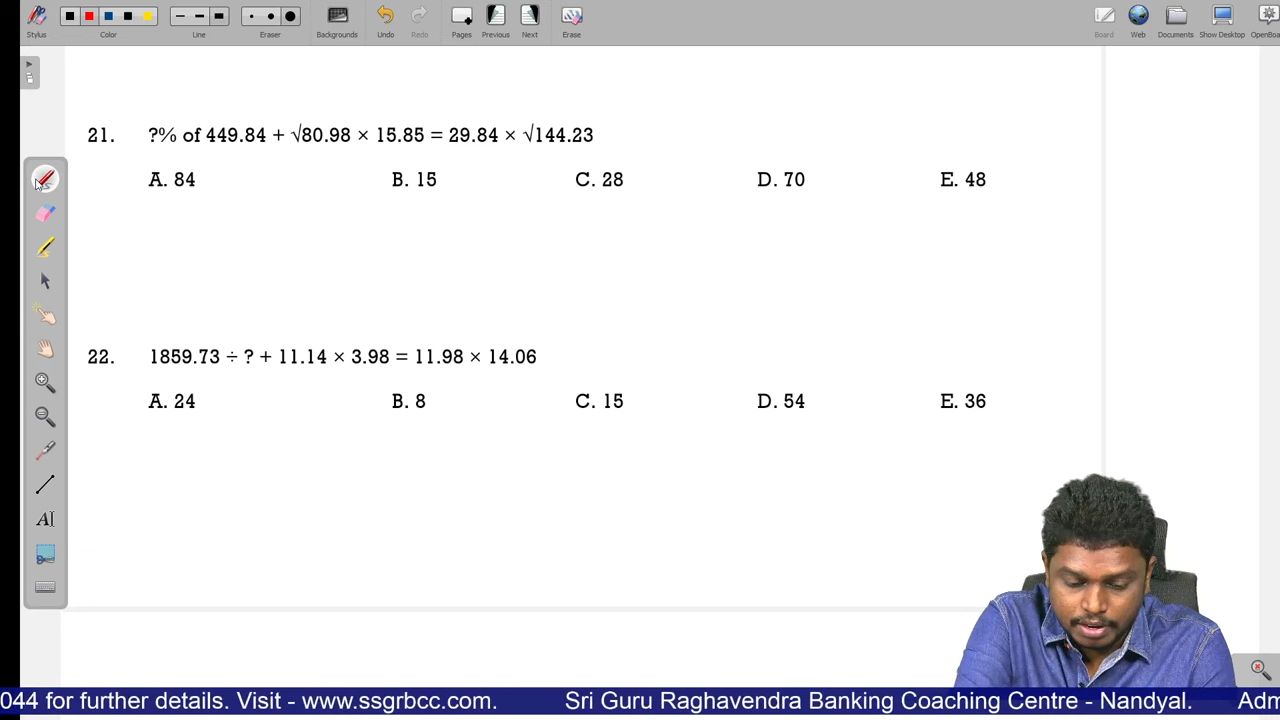 Stylus Color Line Eraser Backgrounds Undo Redo Pages Previous Next Erase Board Web Documents Show Desktop OpenBoa
21. ?% of 449.84 + √80.98 × 15.85 = 29.84 × √144.23
A. 84 B. 15 C. 28 D. 70 E. 48
22. 1859.73 ÷ ? + 11.14 × 3.98 = 11.98 × 14.06
A. 24 B. 8 C. 15 D. 54 E. 36
044 for further details. Visit - www.ssgrbcc.com. Sri Guru Raghavendra Banking Coaching Centre - Nandyal. Adm